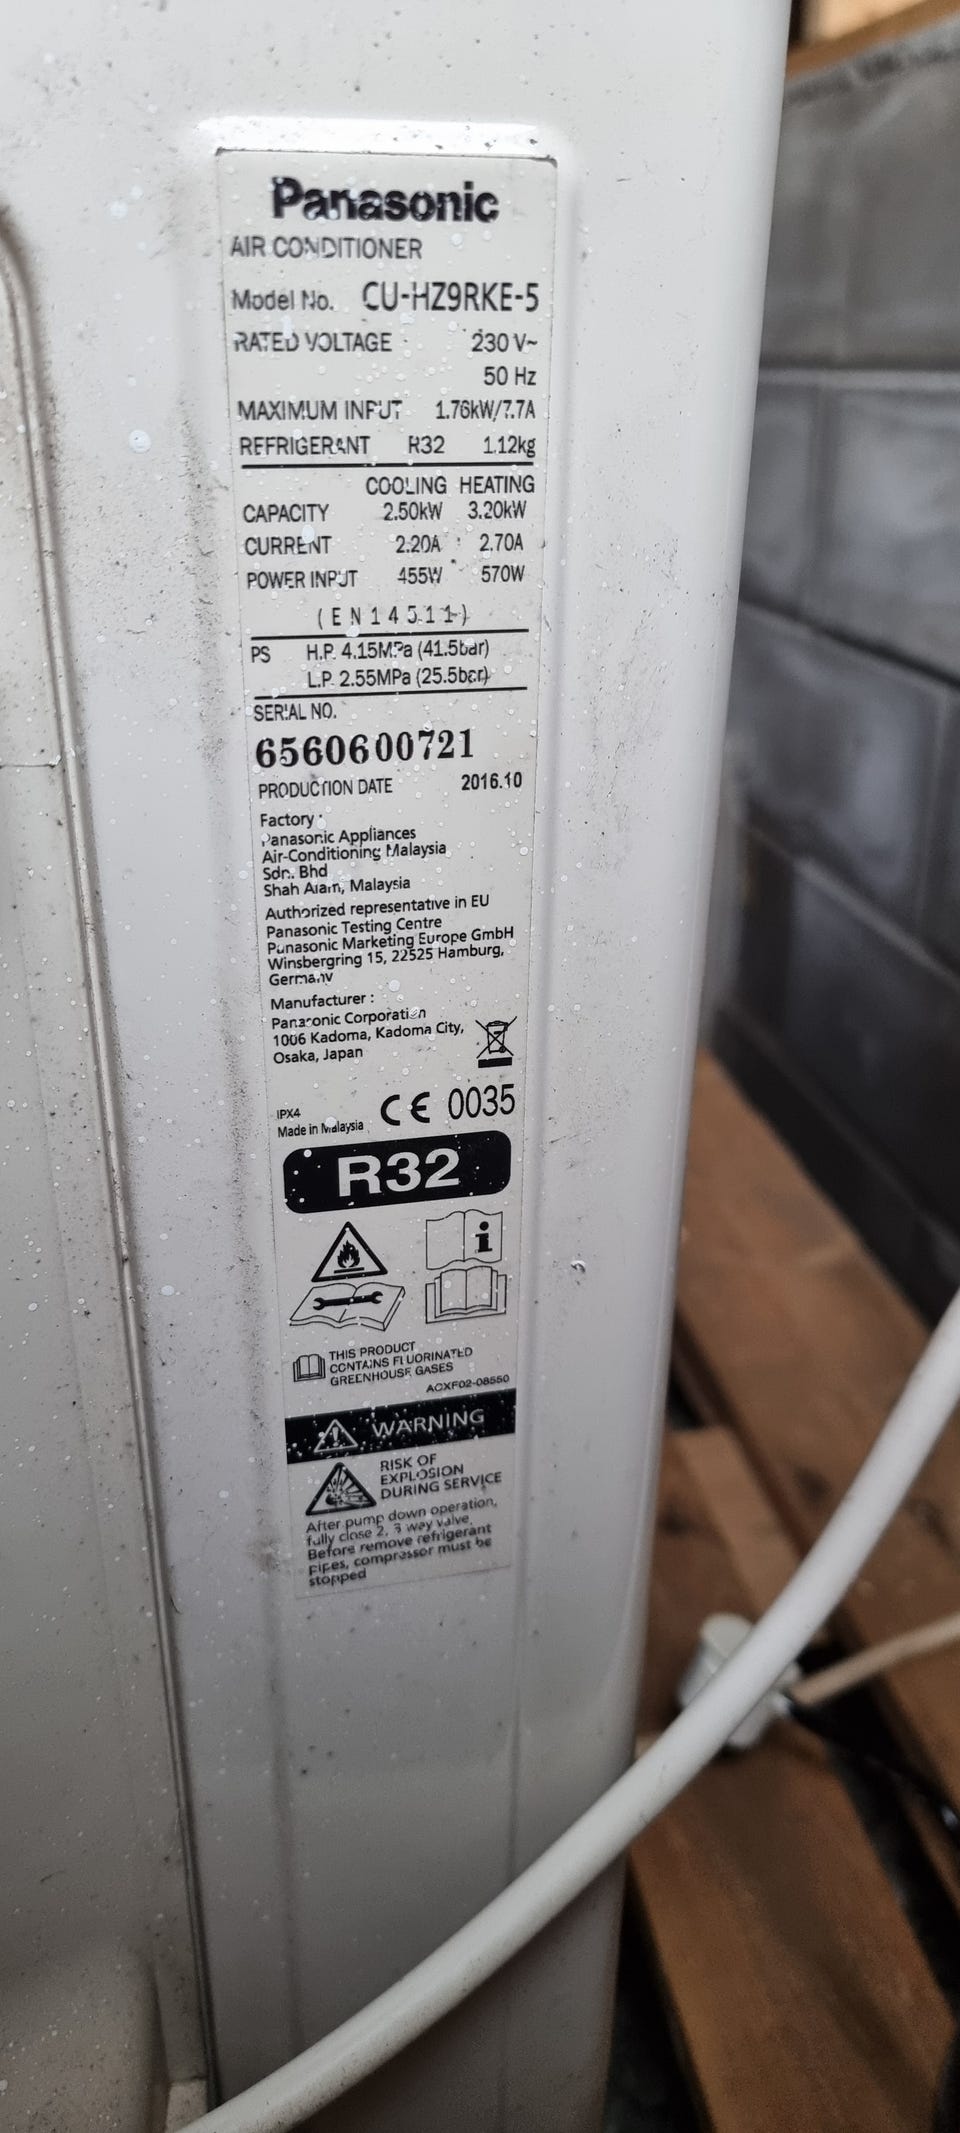 Panasonic
AIR CONDITIONER
Model No. CU-HZ9RKE-5
RATED VOLTAGE 230 V~
50 Hz
MAXIMUM INPUT 1.76kW/7.7A
REFRIGERANT R32 1.12kg
COOLING HEATING
CAPACITY 2.50kW 3.20kW
CURRENT 2.20A 2.70A
POWER INPUT 455W 570W
(EN14511)
PS H.P. 4.15MPa (41.5bar)
L.P. 2.55MPa (25.5bar)
SERIAL NO.
6560600721
PRODUCTION DATE 2016.10
Factory :
Panasonic Appliances
Air-Conditioning Malaysia
Sdn. Bhd
Shah Alam, Malaysia
Authorized representative in EU
Panasonic Testing Centre
Panasonic Marketing Europe GmbH
Winsbergring 15, 22525 Hamburg,
Germany
Manufacturer :
Panasonic Corporation
1006 Kadoma, Kadoma City,
Osaka, Japan
IPX4
Made in Malaysia CE 0035
R32
THIS PRODUCT
CONTAINS FLUORINATED
GREENHOUSE GASES
ACXF02-08550
WARNING
RISK OF
EXPLOSION
DURING SERVICE
After pump down operation,
fully close 2, 3 way valve.
Before remove refrigerant
pipes, compressor must be
stopped